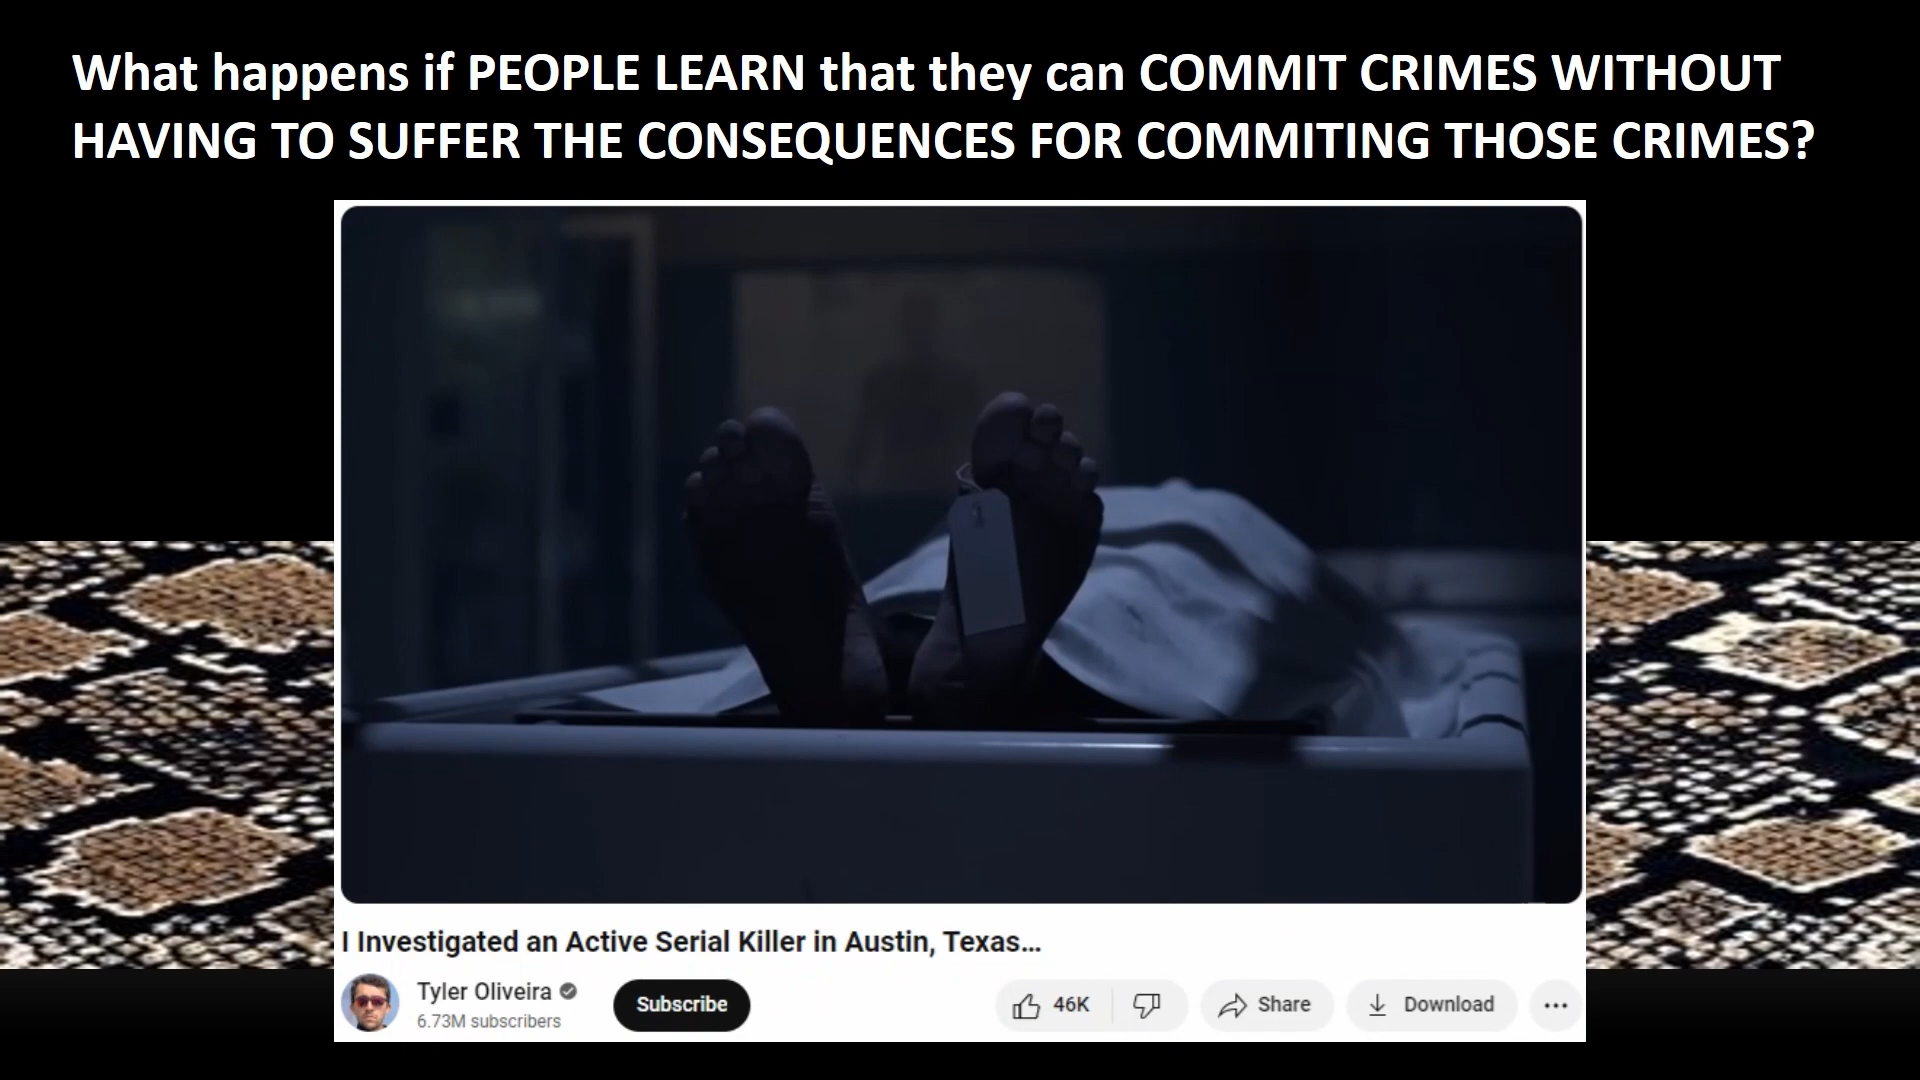 What happens if PEOPLE LEARN that they can COMMIT CRIMES WITHOUT
HAVING TO SUFFER THE CONSEQUENCES FOR COMMITING THOSE CRIMES?
I Investigated an Active Serial Killer in Austin, Texas...
Tyler Oliveira
6.73M subscribers
Subscribe
46K
Share
Download